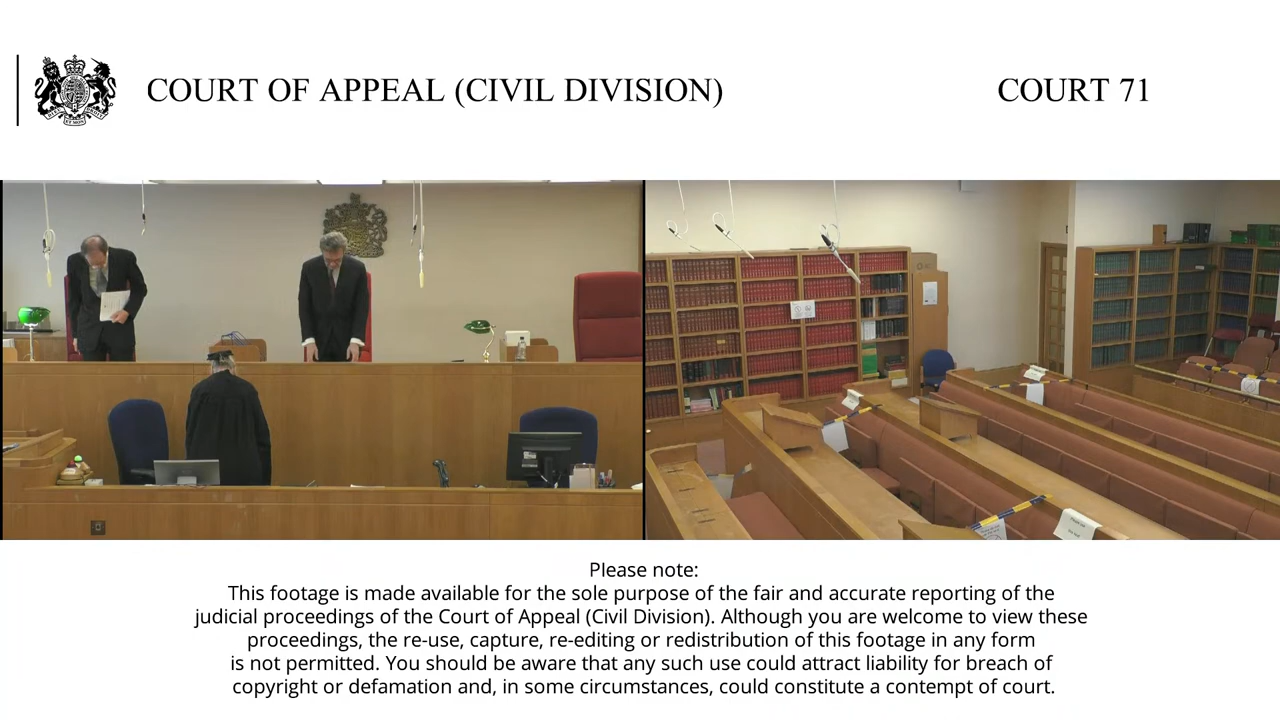 COURT OF APPEAL (CIVIL DIVISION)
COURT 71
Please note:
This footage is made available for the sole purpose of the fair and accurate reporting of the
judicial proceedings of the Court of Appeal (Civil Division). Although you are welcome to view these
proceedings, the re-use, capture, re-editing or redistribution of this footage in any form
is not permitted. You should be aware that any such use could attract liability for breach of
copyright or defamation and, in some circumstances, could constitute a contempt of court.